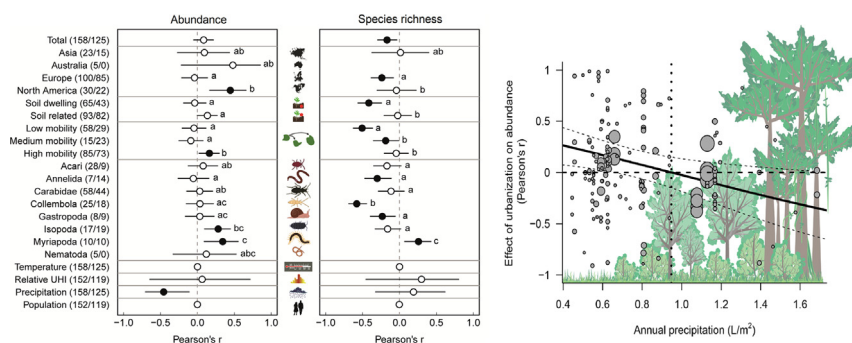 Abundance
Species richness
Total (158/125)
Asia (23/15) ab ab
Australia (5/0) ab
Europe (100/85) a a
North America (30/22) b b
Soil dwelling (65/43) a a
Soil related (93/82) a b
Low mobility (58/29) a a
Medium mobility (15/23) a b
High mobility (85/73) b b
Acari (28/9) ab a
Annelida (7/14) a a
Carabidae (58/44) ab a
Collembola (25/18) ac b
Gastropoda (8/9) ac a
Isopoda (17/19) bc a
Myriapoda (10/10) c c
Nematoda (5/0) abc
Temperature (158/125)
Relative UHI (152/119)
Precipitation (158/125)
Population (152/119)
−1.0 −0.5 0.0 0.5 1.0
Pearson's r
−1.0 −0.5 0.0 0.5 1.0
Pearson's r
Effect of urbanization on abundance
(Pearson's r)
1
0.5
0
−0.5
−1
0.4 0.6 0.8 1.0 1.2 1.4 1.6
Annual precipitation (L/m²)